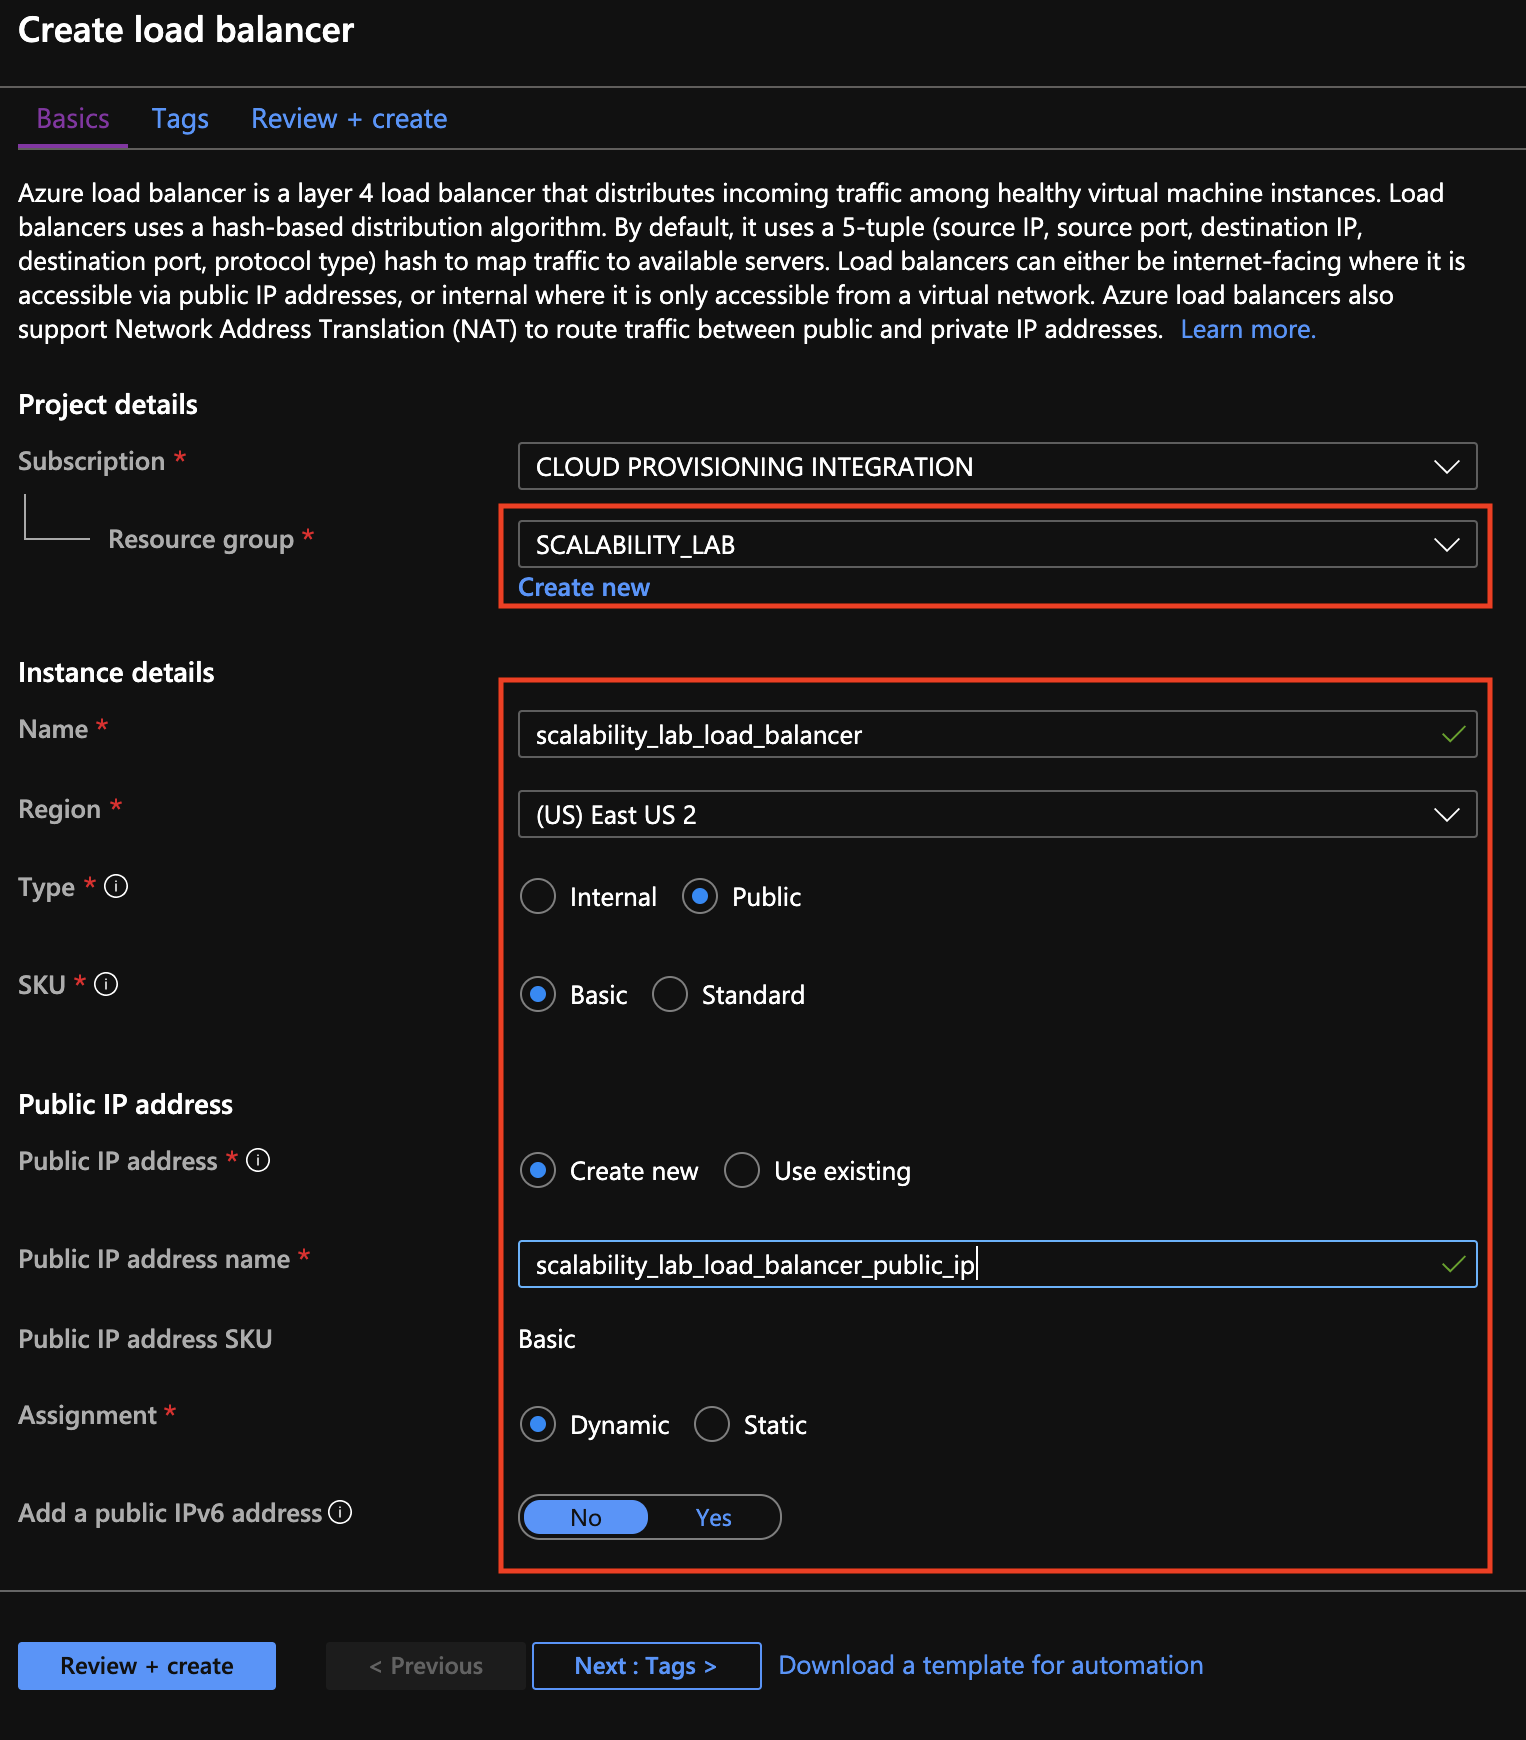 Create load balancer
Basics Tags Review + create
Azure load balancer is a layer 4 load balancer that distributes incoming traffic among healthy virtual machine instances. Load
balancers uses a hash-based distribution algorithm. By default, it uses a 5-tuple (source IP, source port, destination IP,
destination port, protocol type) hash to map traffic to available servers. Load balancers can either be internet-facing where it is
accessible via public IP addresses, or internal where it is only accessible from a virtual network. Azure load balancers also
support Network Address Translation (NAT) to route traffic between public and private IP addresses. Learn more.
Project details
Subscription * CLOUD PROVISIONING INTEGRATION
Resource group * SCALABILITY_LAB
Create new
Instance details
Name * scalability_lab_load_balancer
Region * (US) East US 2
Type * Internal Public
SKU * Basic Standard
Public IP address
Public IP address * Create new Use existing
Public IP address name * scalability_lab_load_balancer_public_ip
Public IP address SKU Basic
Assignment * Dynamic Static
Add a public IPv6 address No Yes
Review + create < Previous Next : Tags > Download a template for automation